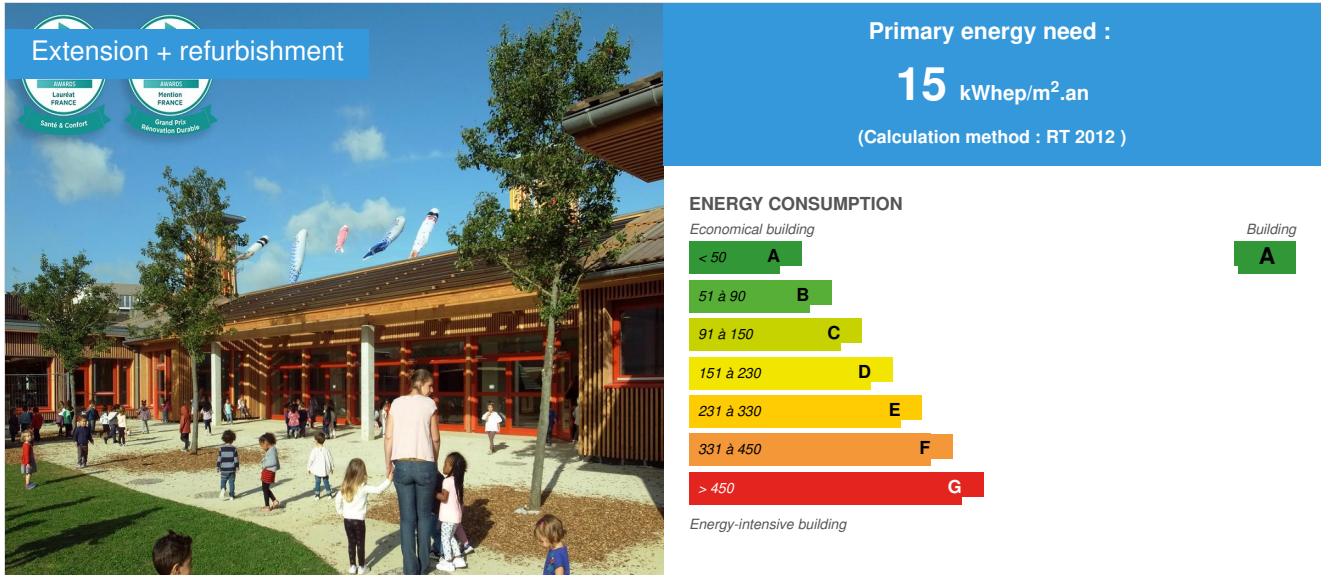 Extension + refurbishment
AWARDS
Lauréat
FRANCE
Santé & Confort
AWARDS
Mention
FRANCE
Grand Prix
Rénovation Durable
Primary energy need :
15 kWhep/m².an
(Calculation method : RT 2012 )
ENERGY CONSUMPTION
Economical building
Building
< 50 A
A
51 à 90 B
91 à 150 C
151 à 230 D
231 à 330 E
331 à 450 F
> 450 G
Energy-intensive building